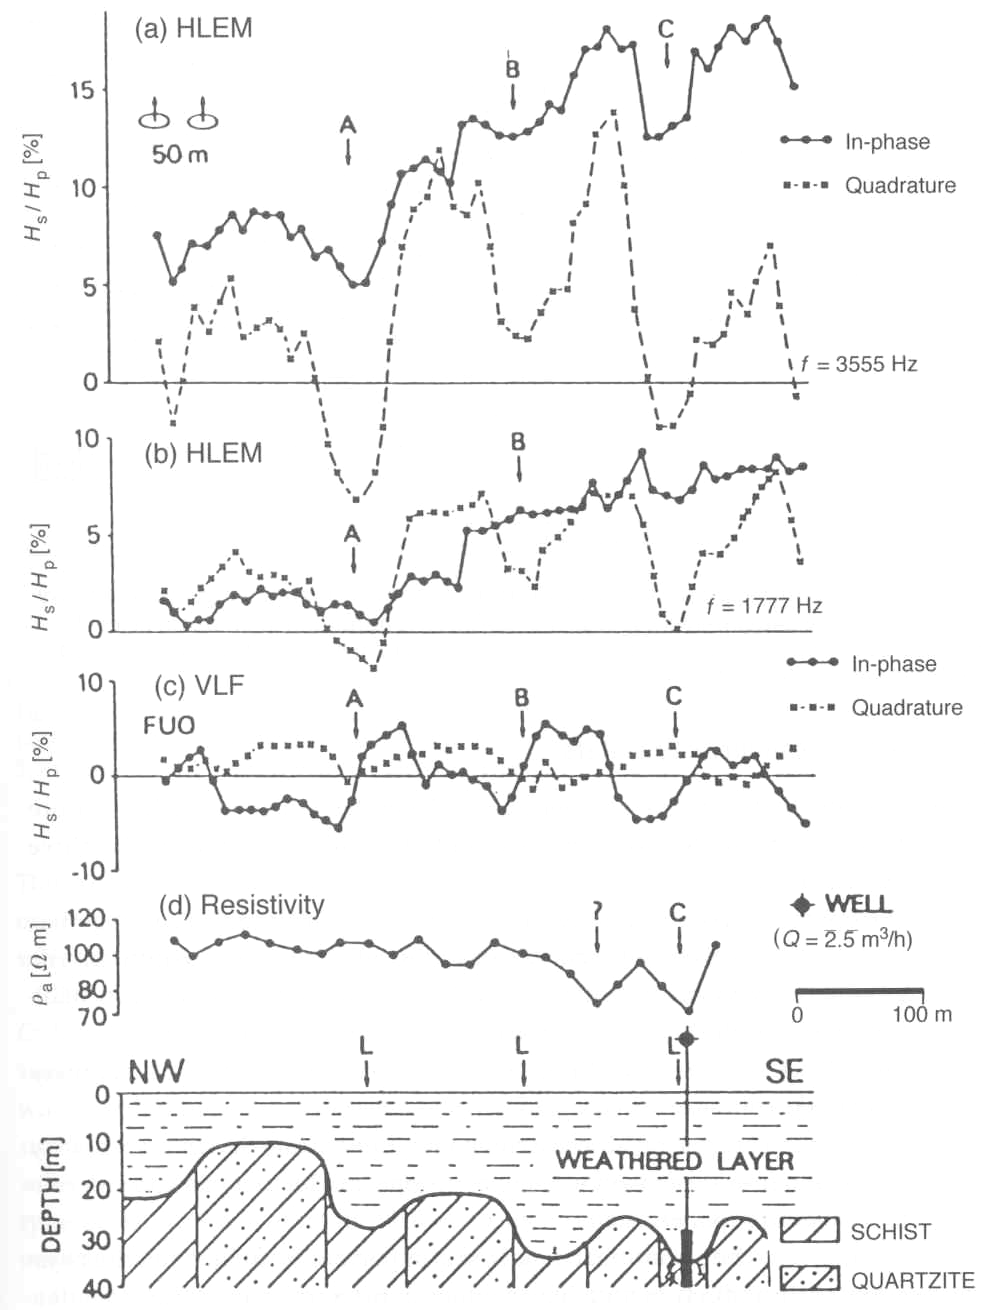 (a) HLEM
A
B
C
15
10
5
0
Hs / Hp [%]
50 m
In-phase
Quadrature
f = 3555 Hz
(b) HLEM
A
B
10
5
0
Hs / Hp [%]
f = 1777 Hz
In-phase
Quadrature
(c) VLF
FUO
A
B
C
10
0
-10
Hs / Hp [%]
(d) Resistivity
?
C
120
100
80
70
ρa [Ω m]
WELL
(Q = 2.5 m³/h)
0 100 m
L
L
L
NW
SE
0
10
20
30
40
DEPTH [m]
WEATHERED LAYER
SCHIST
QUARTZITE